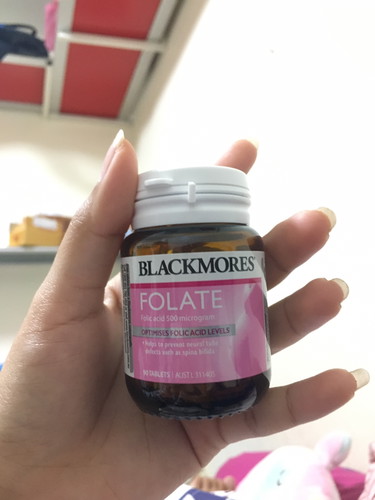 BLACKMORES
FOLATE
Folic acid 500 microgram
OPTIMISES FOLIC ACID LEVELS
• helps to prevent neural tube
defects such as spina bifida
90 TABLETS